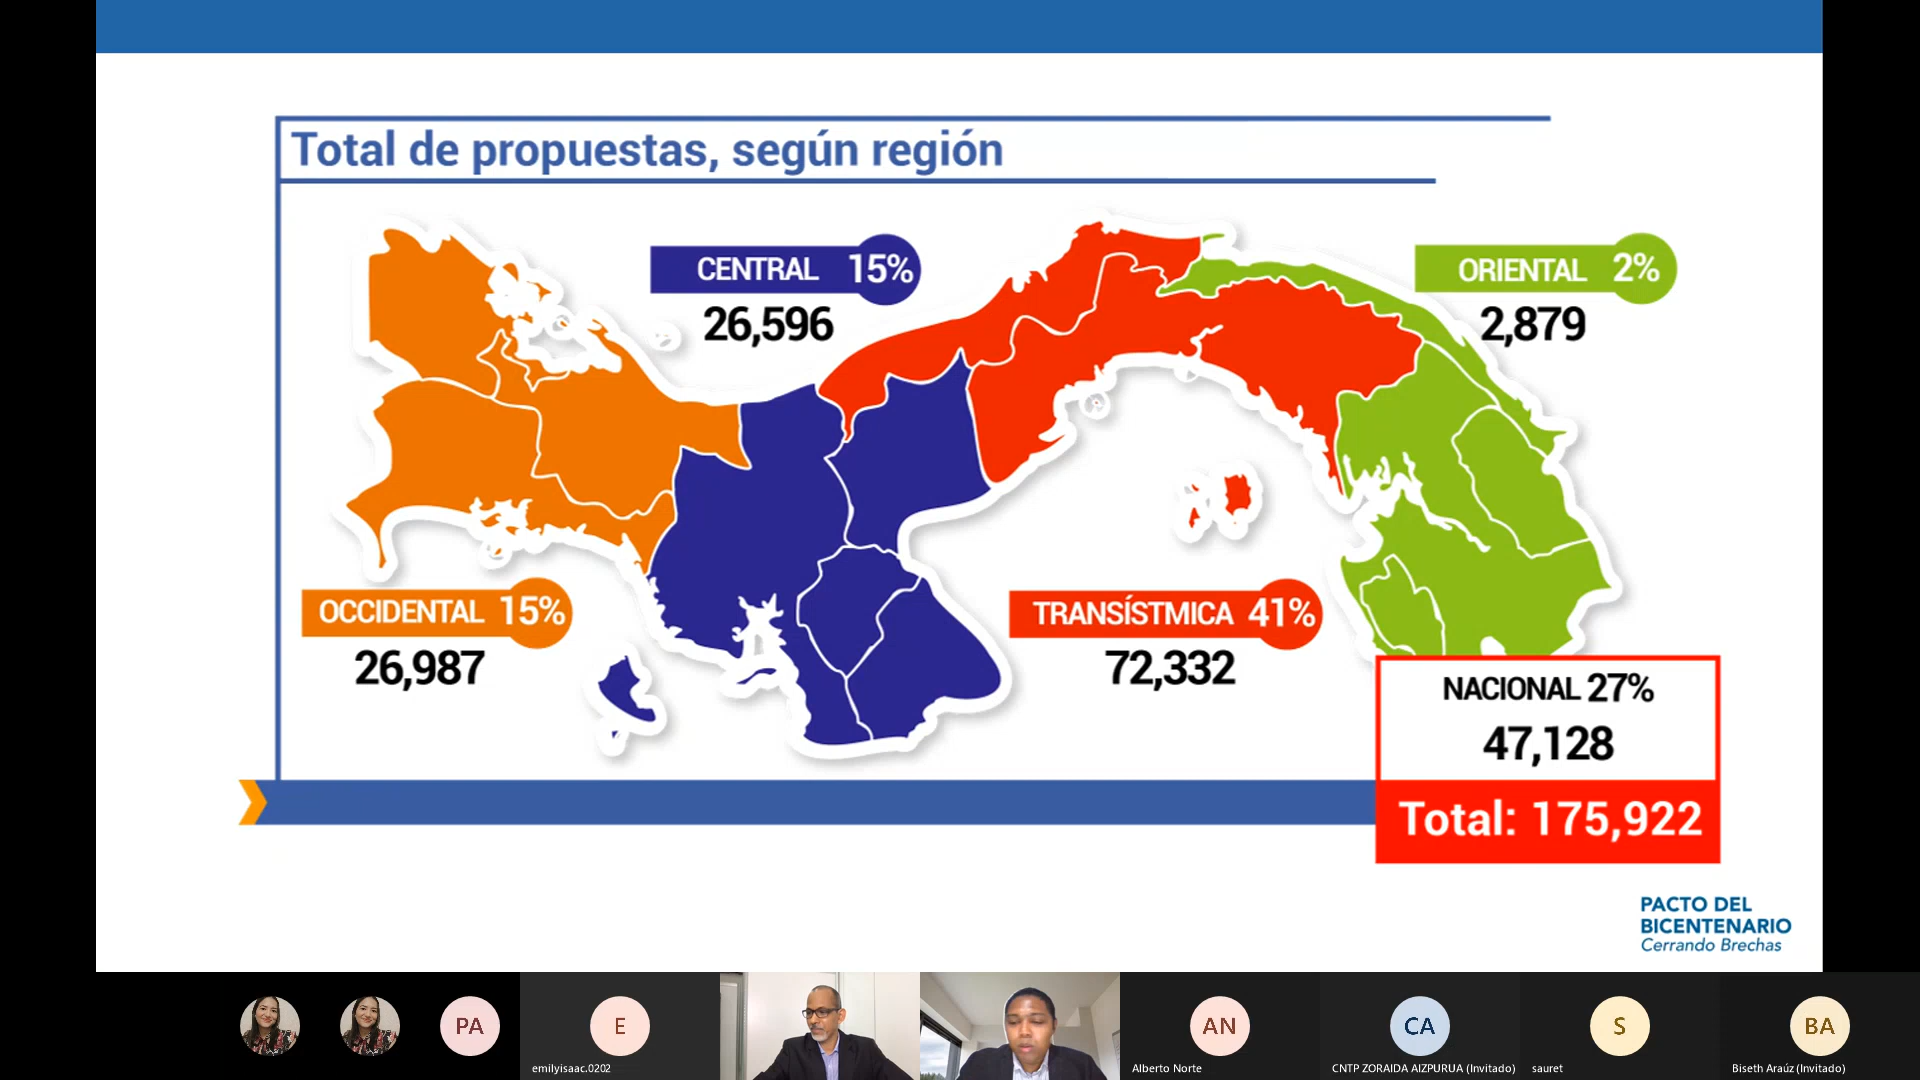 Total de propuestas, según región
CENTRAL 15%
26,596
ORIENTAL 2%
2,879
OCCIDENTAL 15%
26,987
TRANSÍSTMICA 41%
72,332
NACIONAL 27%
47,128
Total: 175,922
PACTO DEL
BICENTENARIO
Cerrando Brechas
PA
E
emilyisaac.0202
AN
Alberto Norte
CA
CNTP ZORAIDA AIZPURUA (Invitado)
S
sauret
BA
Biseth Araúz (Invitado)